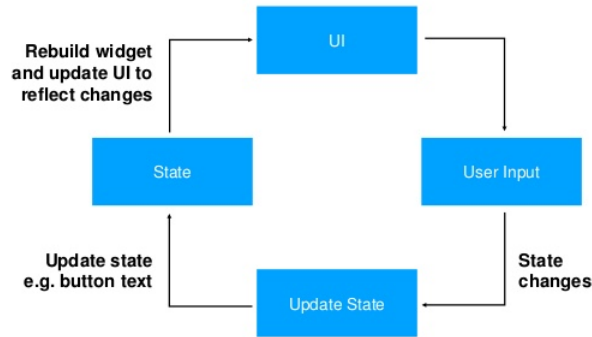 UI
Rebuild widget
and update UI to
reflect changes
State
User Input
Update state
e.g. button text
State
changes
Update State